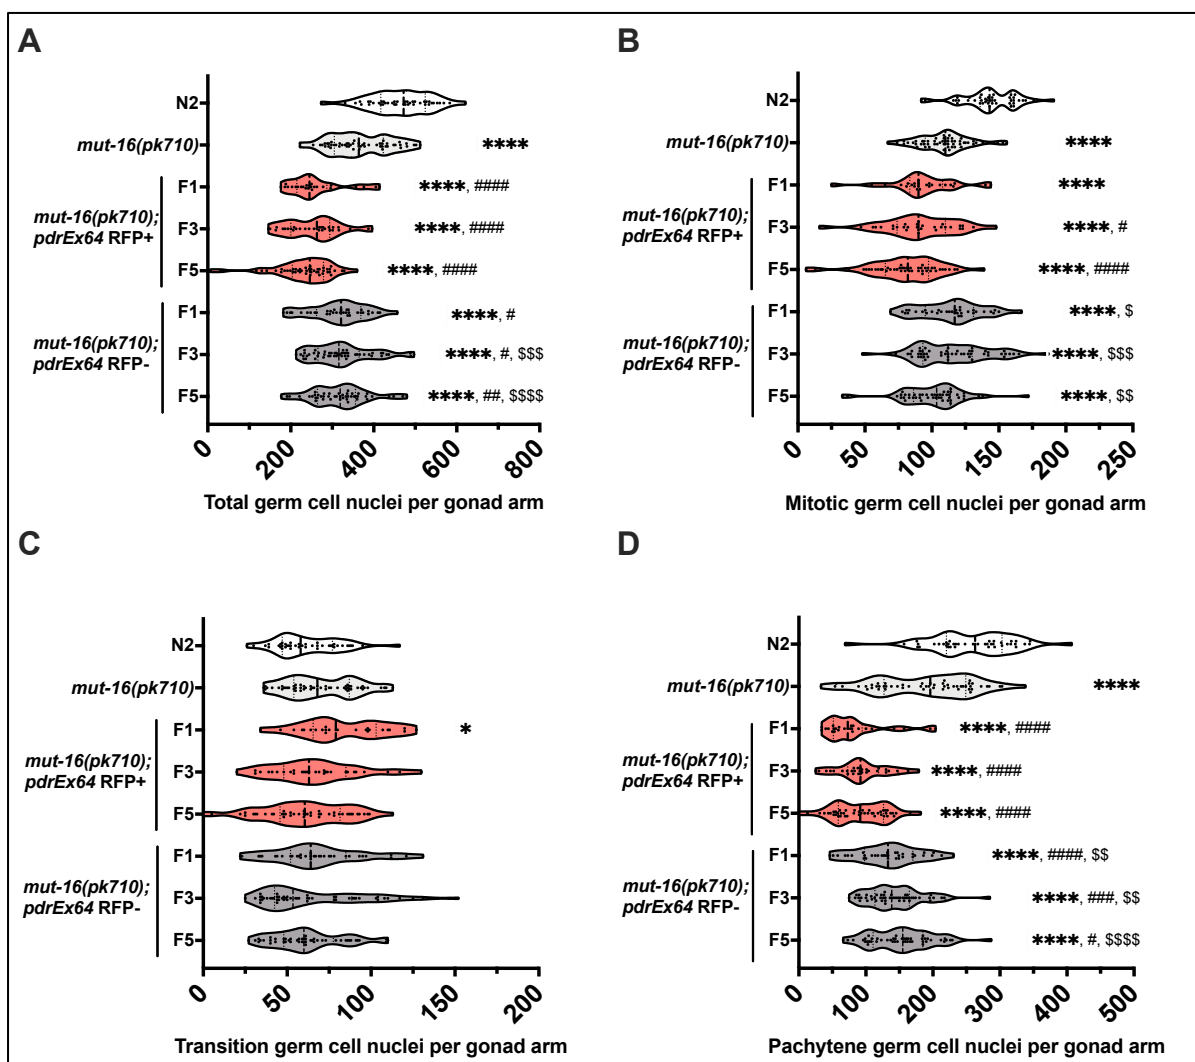 A
N2
mut-16(pk710)
****
F1
****, ####
mut-16(pk710);
pdrEx64 RFP+
F3
****, ####
F5
****, ####
F1
****, #
mut-16(pk710);
pdrEx64 RFP-
F3
****, #, $$$
F5
****, ##, $$$$
0 200 400 600 800
Total germ cell nuclei per gonad arm
B
N2
mut-16(pk710)
****
F1
****
mut-16(pk710);
pdrEx64 RFP+
F3
****, #
F5
****, ####
F1
****, $
mut-16(pk710);
pdrEx64 RFP-
F3
****, $$$
F5
****, $$
0 50 100 150 200 250
Mitotic germ cell nuclei per gonad arm
C
N2
mut-16(pk710)
F1
*
mut-16(pk710);
pdrEx64 RFP+
F3
F5
F1
mut-16(pk710);
pdrEx64 RFP-
F3
F5
0 50 100 150 200
Transition germ cell nuclei per gonad arm
D
N2
mut-16(pk710)
****
F1
****, ####
mut-16(pk710);
pdrEx64 RFP+
F3
****, ####
F5
****, ####
F1
****, ####, $$
mut-16(pk710);
pdrEx64 RFP-
F3
****, ###, $$
F5
****, #, $$$$
0 100 200 300 400 500
Pachytene germ cell nuclei per gonad arm